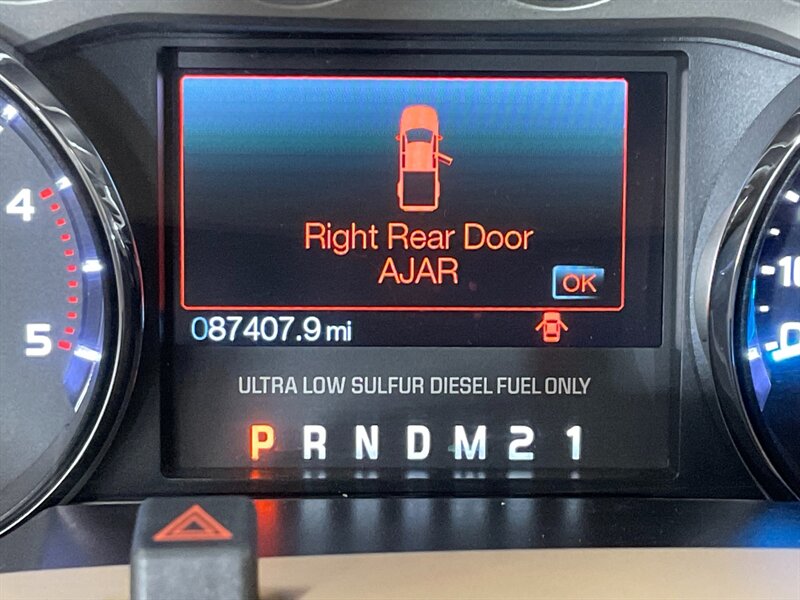 4
5
Right Rear Door
AJAR
OK
087407.9 mi
ULTRA LOW SULFUR DIESEL FUEL ONLY
P R N D M 2 1